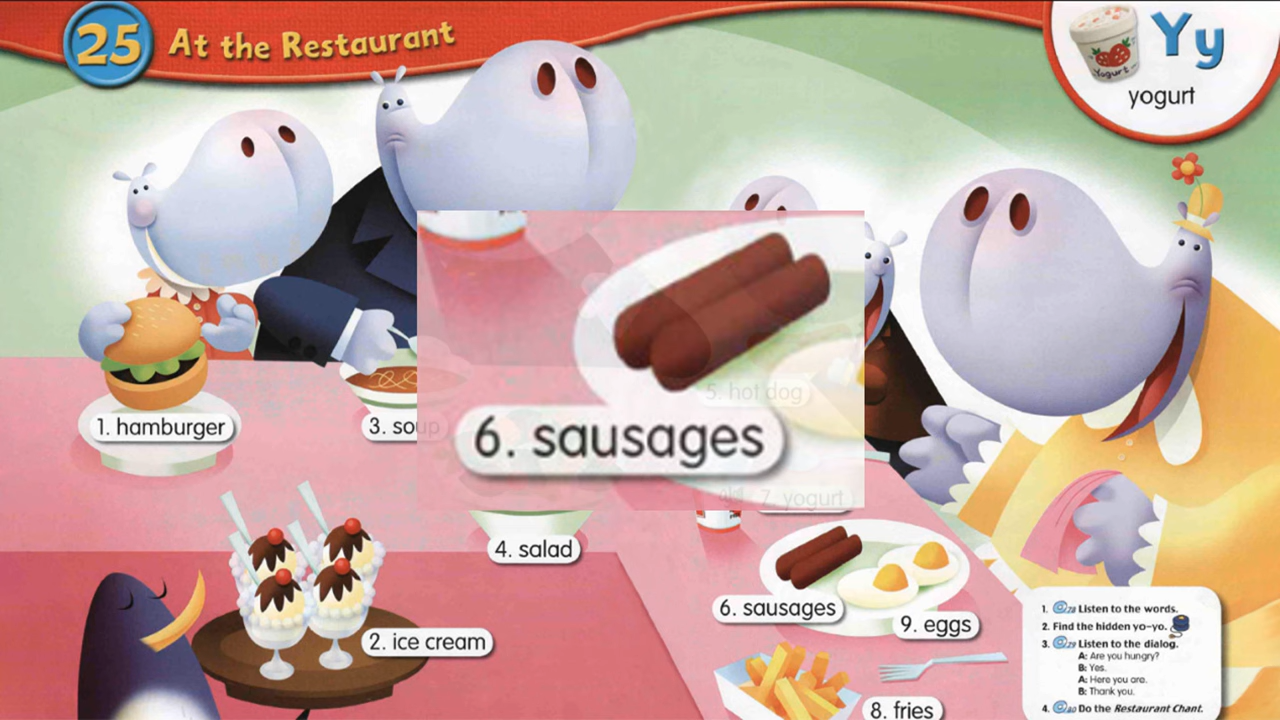 25 At the Restaurant
Yogurt
Yy
yogurt
1. hamburger
3. soup
5. hot dog
6. sausages
7. yogurt
4. salad
6. sausages
9. eggs
2. ice cream
8. fries
1. 78 Listen to the words.
2. Find the hidden yo-yo.
3. 79 Listen to the dialog.
A: Are you hungry?
B: Yes.
A: Here you are.
B: Thank you.
4. 80 Do the Restaurant Chant.